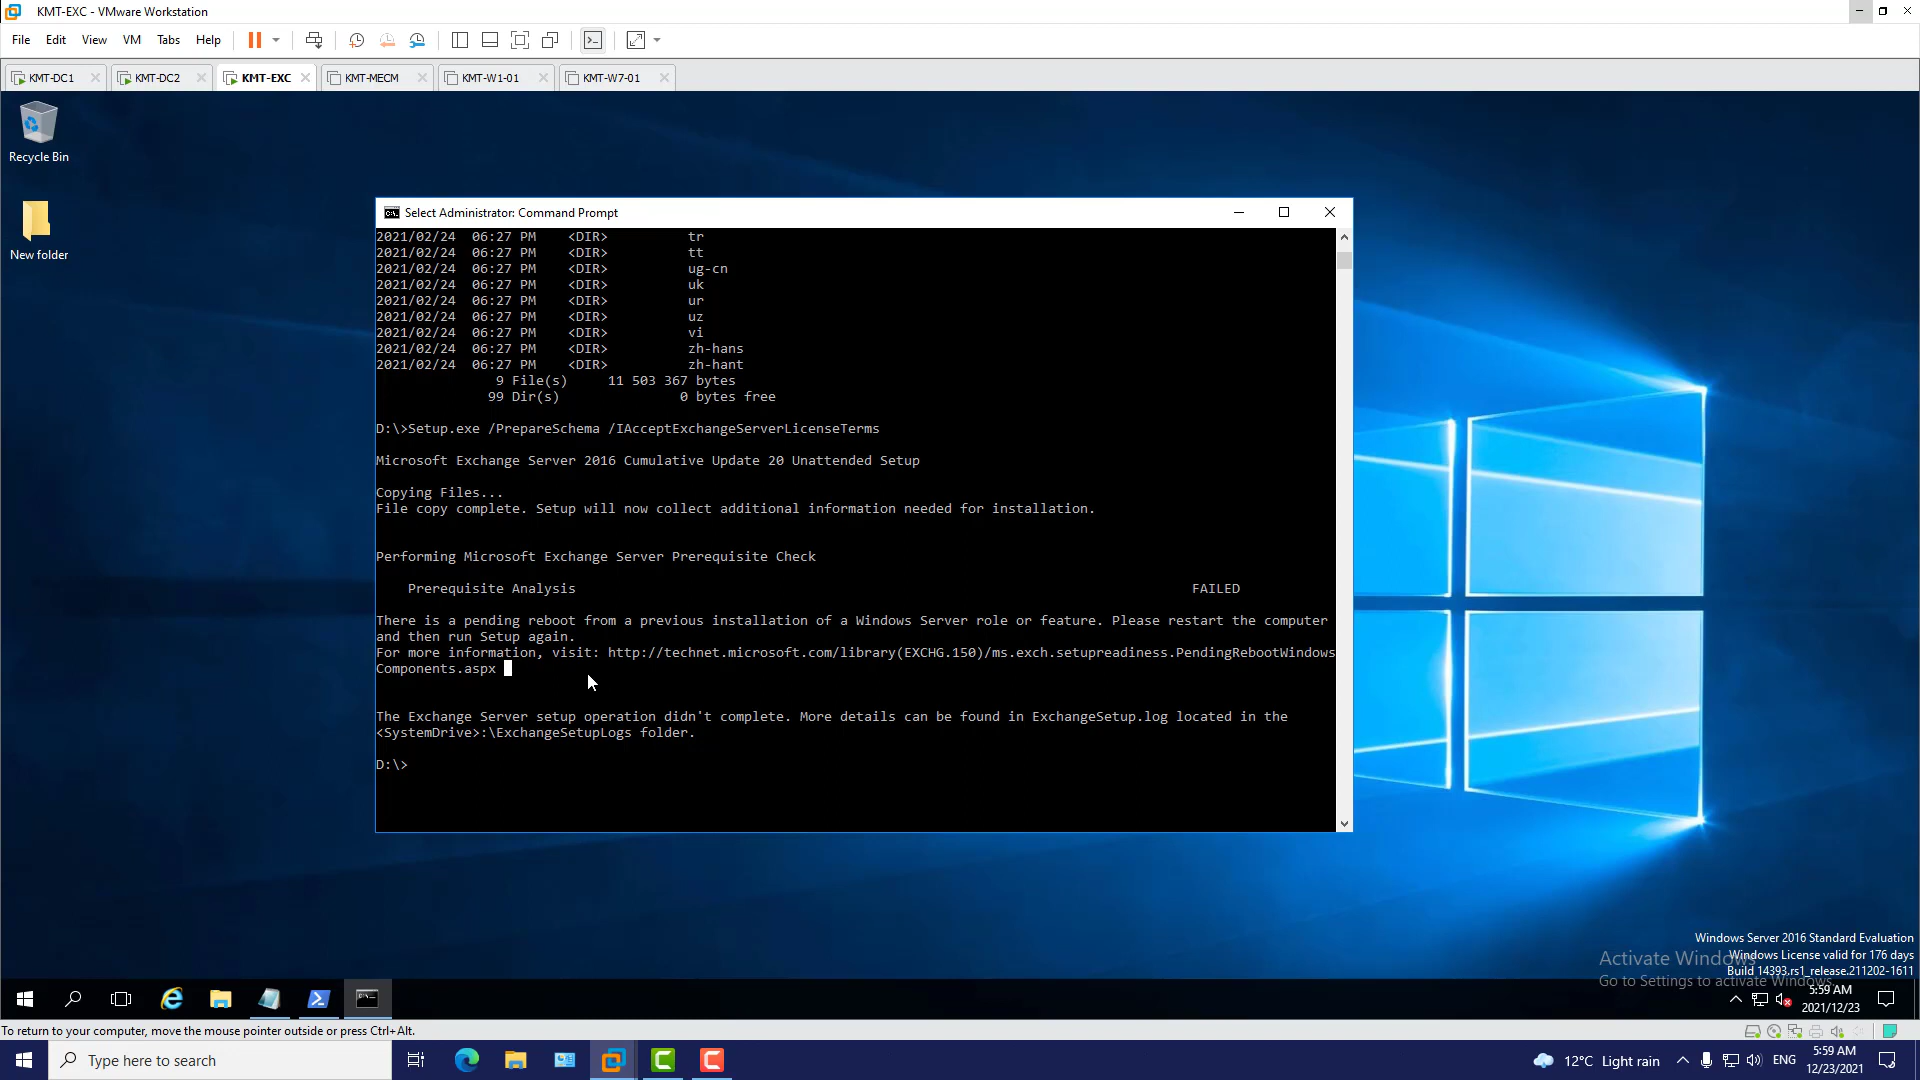 KMT-EXC - VMware Workstation
File Edit View VM Tabs Help
KMT-DC1 KMT-DC2 KMT-EXC KMT-MECM KMT-W1-01 KMT-W7-01
Recycle Bin
New folder
Select Administrator: Command Prompt
2021/02/24 06:27 PM <DIR> tr
2021/02/24 06:27 PM <DIR> tt
2021/02/24 06:27 PM <DIR> ug-cn
2021/02/24 06:27 PM <DIR> uk
2021/02/24 06:27 PM <DIR> ur
2021/02/24 06:27 PM <DIR> uz
2021/02/24 06:27 PM <DIR> vi
2021/02/24 06:27 PM <DIR> zh-hans
2021/02/24 06:27 PM <DIR> zh-hant
9 File(s) 11 503 367 bytes
99 Dir(s) 0 bytes free
D:\>Setup.exe /PrepareSchema /IAcceptExchangeServerLicenseTerms
Microsoft Exchange Server 2016 Cumulative Update 20 Unattended Setup
Copying Files...
File copy complete. Setup will now collect additional information needed for installation.
Performing Microsoft Exchange Server Prerequisite Check
Prerequisite Analysis FAILED
There is a pending reboot from a previous installation of a Windows Server role or feature. Please restart the computer
and then run Setup again.
For more information, visit: http://technet.microsoft.com/library(EXCHG.150)/ms.exch.setupreadiness.PendingRebootWindows
Components.aspx
The Exchange Server setup operation didn't complete. More details can be found in ExchangeSetup.log located in the
<SystemDrive>:\ExchangeSetupLogs folder.
D:\>
Windows Server 2016 Standard Evaluation
Activate Windows
Windows License valid for 176 days
Build 14393.rs1_release.211202-1611
Go to Settings to activate Windows.
5:59 AM
2021/12/23
To return to your computer, move the mouse pointer outside or press Ctrl+Alt.
Type here to search
12°C Light rain
ENG
5:59 AM
12/23/2021